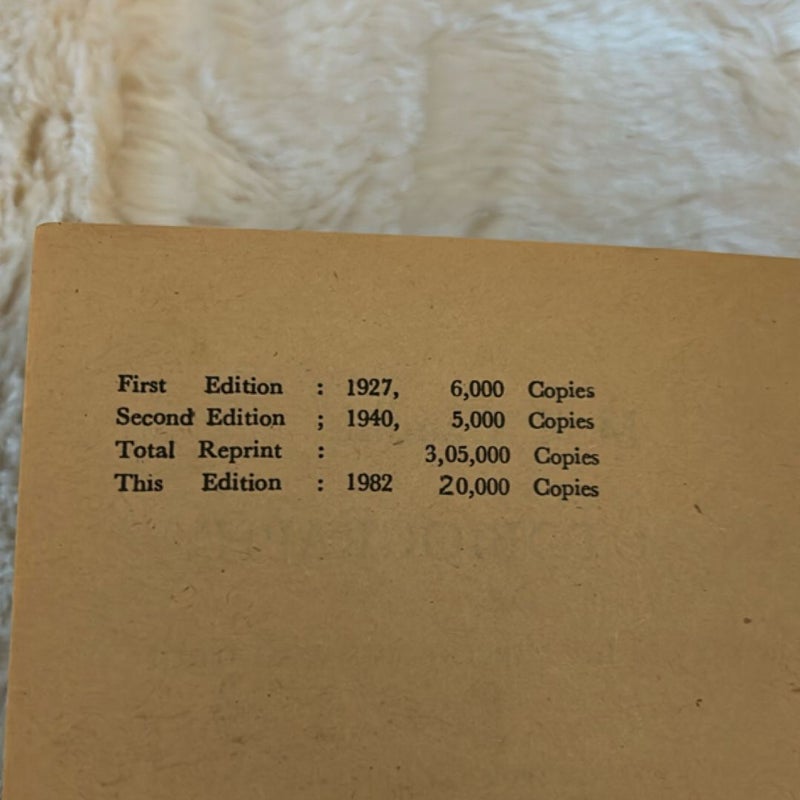 First Edition : 1927, 6,000 Copies
Second Edition ; 1940, 5,000 Copies
Total Reprint : 3,05,000 Copies
This Edition : 1982 20,000 Copies